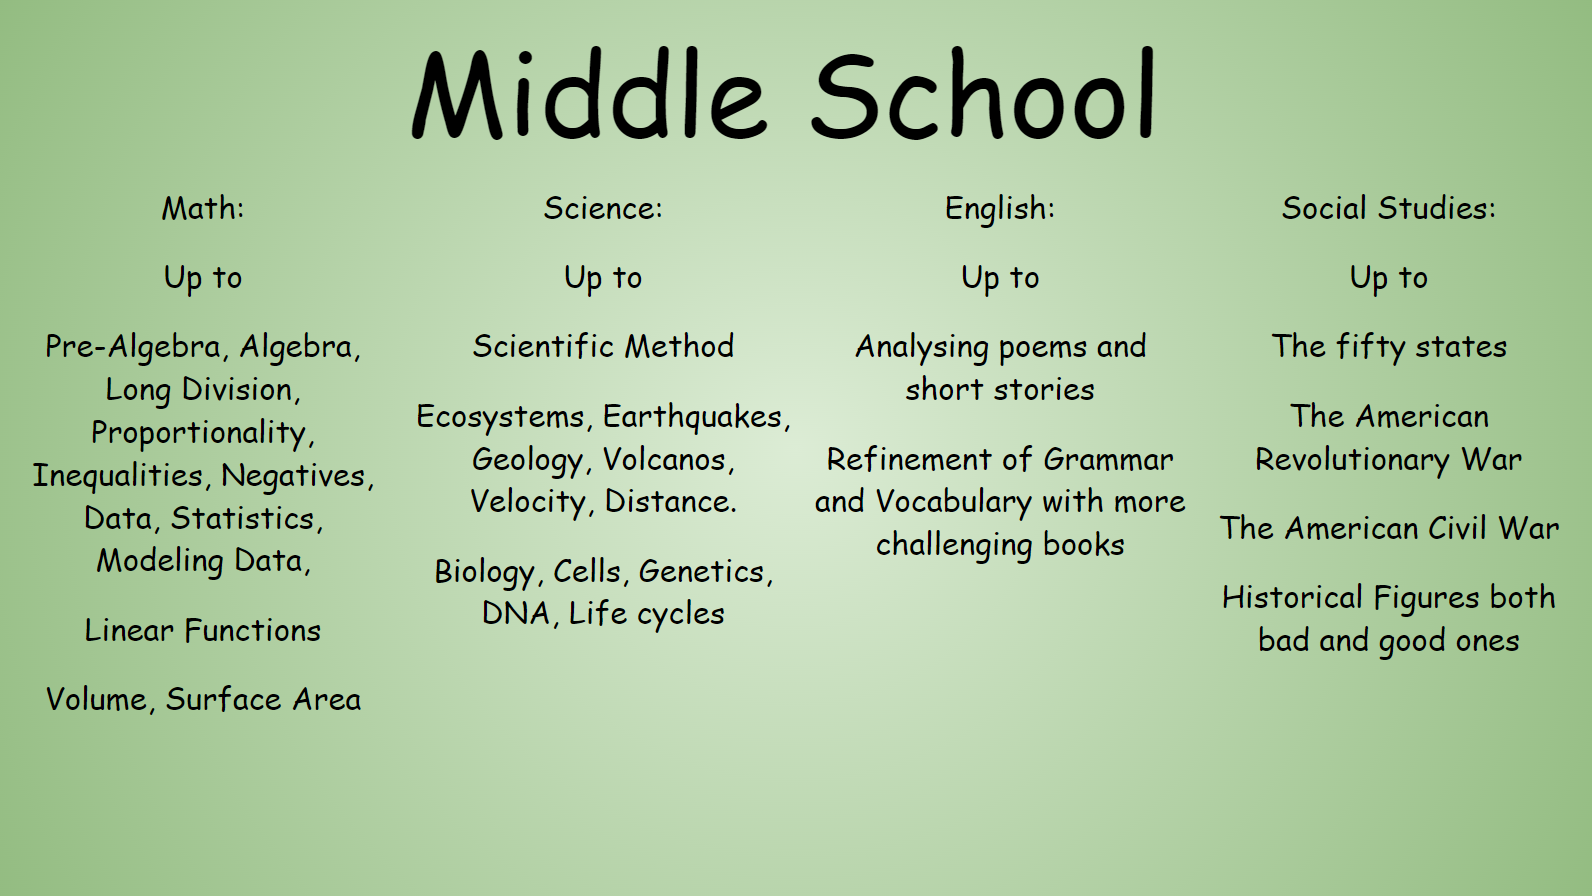 Middle School
Math:
Up to
Pre-Algebra, Algebra,
Long Division,
Proportionality,
Inequalities, Negatives,
Data, Statistics,
Modeling Data,
Linear Functions
Volume, Surface Area
Science:
Up to
Scientific Method
Ecosystems, Earthquakes,
Geology, Volcanos,
Velocity, Distance.
Biology, Cells, Genetics,
DNA, Life cycles
English:
Up to
Analysing poems and
short stories
Refinement of Grammar
and Vocabulary with more
challenging books
Social Studies:
Up to
The fifty states
The American
Revolutionary War
The American Civil War
Historical Figures both
bad and good ones